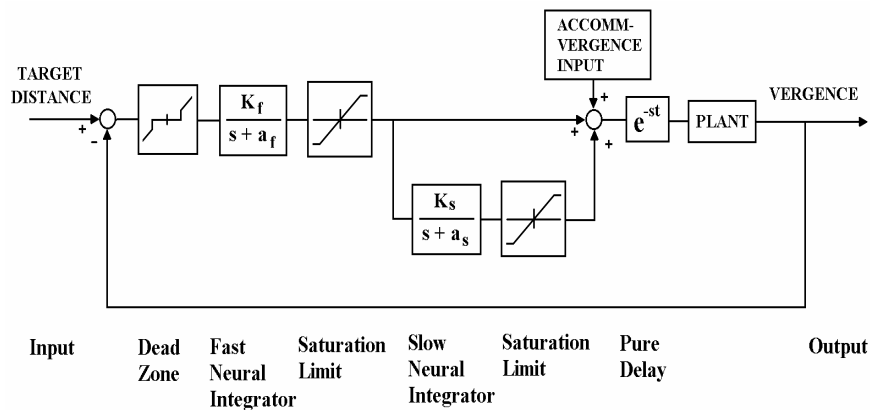 ACCOMM-
VERGENCE
INPUT
TARGET
DISTANCE
VERGENCE
K_f
s + a_f
+
-
+
+
+
e^-st
PLANT
K_s
s + a_s
Input
Dead
Zone
Fast
Neural
Integrator
Saturation
Limit
Slow
Neural
Integrator
Saturation
Limit
Pure
Delay
Output